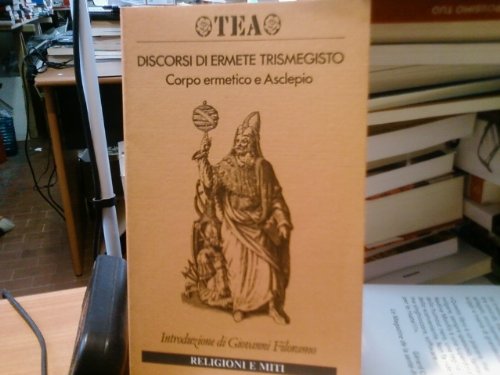 TEA
DISCORSI DI ERMETE TRISMEGISTO
Corpo ermetico e Asclepio
Introduzione di Giovanni Filoramo
RELIGIONI E MITI